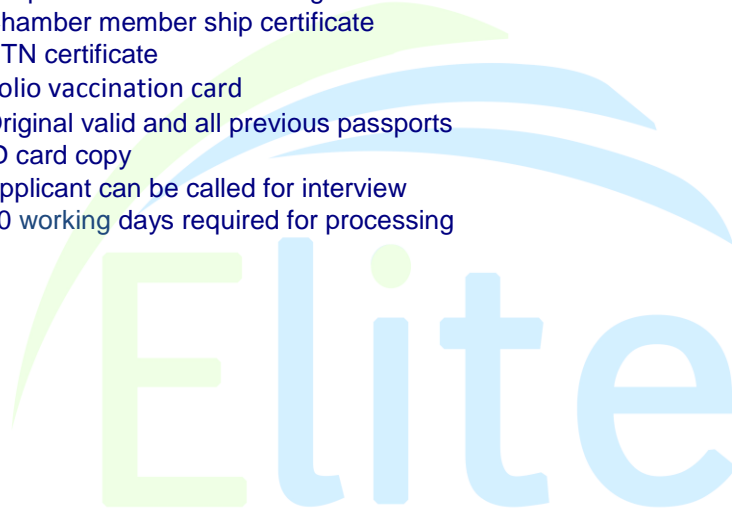 hamber member ship certificate
TN certificate
olio vaccination card
riginal valid and all previous passports
D card copy
pplicant can be called for interview
0 working days required for processing
Elite